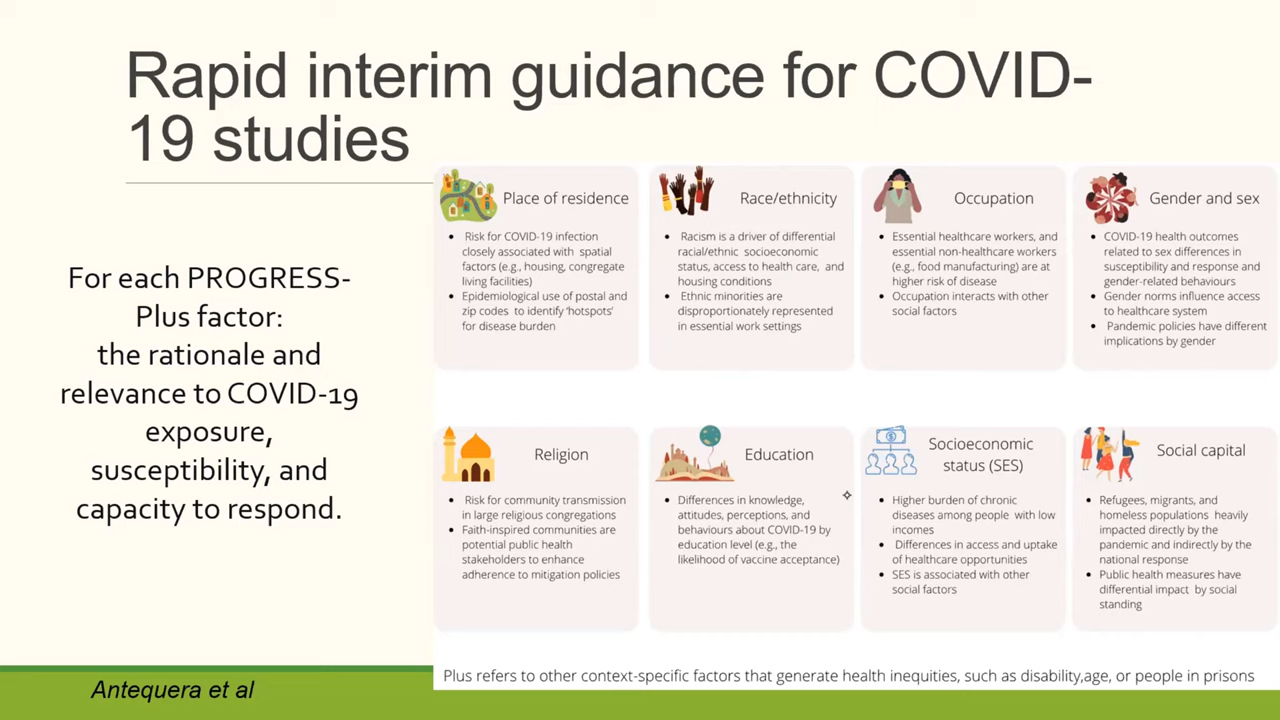 Rapid interim guidance for COVID-
19 studies
For each PROGRESS-
Plus factor:
the rationale and
relevance to COVID-19
exposure,
susceptibility, and
capacity to respond.
Place of residence
• Risk for COVID-19 infection
closely associated with spatial
factors (e.g., housing, congregate
living facilities)
• Epidemiological use of postal and
zip codes to identify ‘hotspots’
for disease burden
Race/ethnicity
• Racism is a driver of differential
racial/ethnic socioeconomic
status, access to health care, and
housing conditions
• Ethnic minorities are
disproportionately represented
in essential work settings
Occupation
• Essential healthcare workers, and
essential non-healthcare workers
(e.g., food manufacturing) are at
higher risk of disease
• Occupation interacts with other
social factors
Gender and sex
• COVID-19 health outcomes
related to sex differences in
susceptibility and response and
gender-related behaviours
• Gender norms influence access
to healthcare system
• Pandemic policies have different
implications by gender
Religion
• Risk for community transmission
in large religious congregations
• Faith-inspired communities are
potential public health
stakeholders to enhance
adherence to mitigation policies
Education
• Differences in knowledge,
attitudes, perceptions, and
behaviours about COVID-19 by
education level (e.g., the
likelihood of vaccine acceptance)
Socioeconomic
status (SES)
• Higher burden of chronic
diseases among people with low
incomes
• Differences in access and uptake
of healthcare opportunities
• SES is associated with other
social factors
Social capital
• Refugees, migrants, and
homeless populations heavily
impacted directly by the
pandemic and indirectly by the
national response
• Public health measures have
differential impact by social
standing
Plus refers to other context-specific factors that generate health inequities, such as disability,age, or people in prisons
Antequera et al